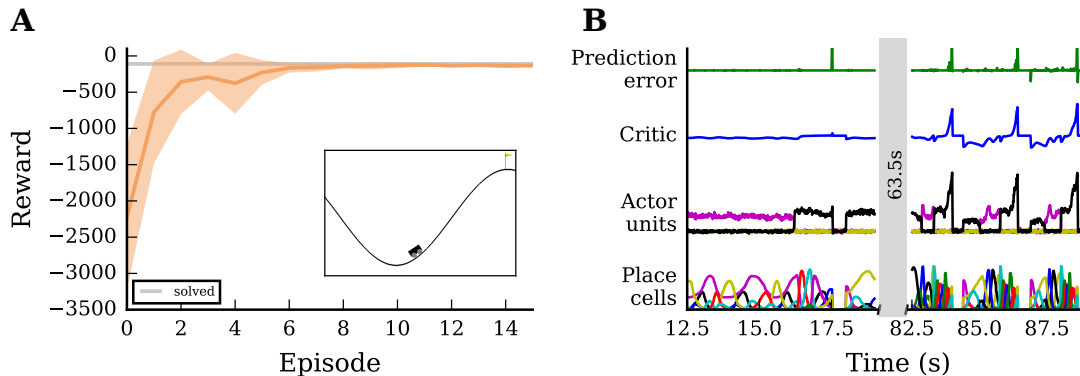 A
Reward
0
−500
−1000
−1500
−2000
−2500
−3000
−3500
solved
0 2 4 6 8 10 12 14
Episode
B
Prediction
error
Critic
Actor
units
Place
cells
63.5s
12.5 15.0 17.5 82.5 85.0 87.5
Time (s)